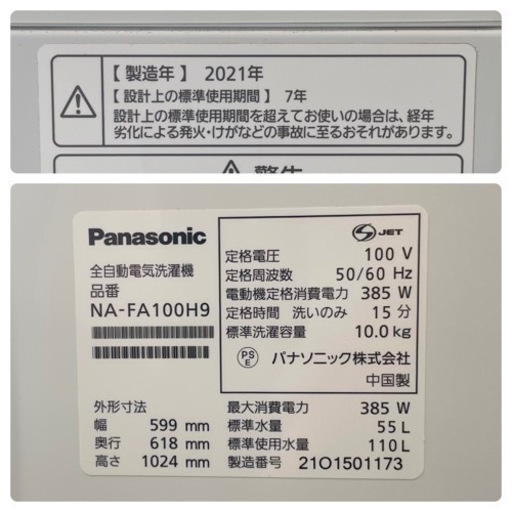 【 製造年 】 2021年
【 設計上の標準使用期間 】 7年
設計上の標準使用期間を超えてお使いの場合は、経年
劣化による発火・けがなどの事故に至るおそれがあります。
Panasonic
全自動電気洗濯機
品番
NA-FA100H9
外形寸法
幅 599 mm
奥行 618 mm
高さ 1024 mm
JET
定格電圧 100 V
定格周波数 50/60 Hz
電動機定格消費電力 385 W
定格時間 洗いのみ 15 分
標準洗濯容量 10.0 kg
PS
E
パナソニック株式会社
中国製
最大消費電力 385 W
標準水量 55 L
標準使用水量 110 L
製造番号 21O1501173